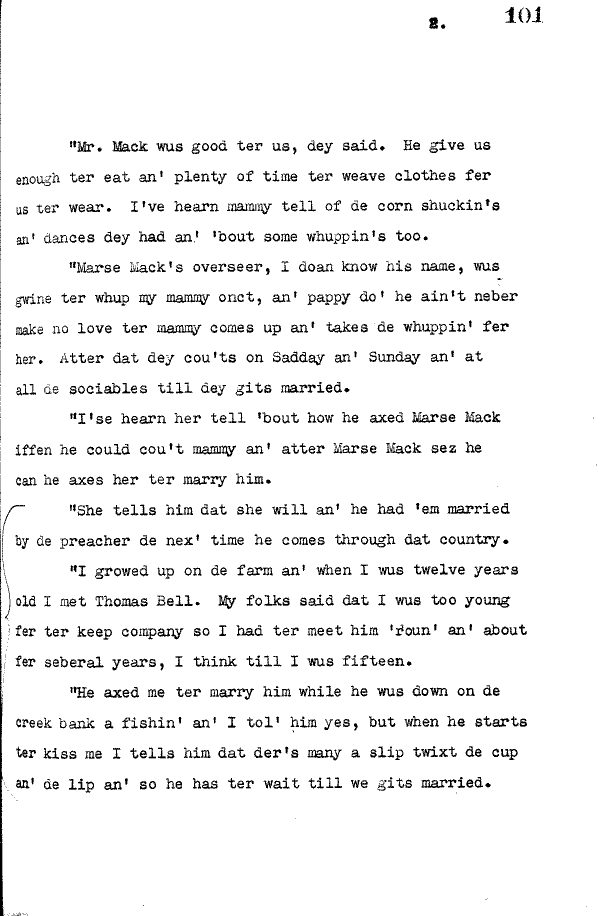 2. 101
"Mr. Mack wus good ter us, dey said. He give us
enough ter eat an' plenty of time ter weave clothes fer
us ter wear. I've hearn mammy tell of de corn shuckin's
an' dances dey had an' 'bout some whuppin's too.
"Marse Mack's overseer, I doan know his name, wus
gwine ter whup my mammy onct, an' pappy do' he ain't neber
make no love ter mammy comes up an' takes de whuppin' fer
her. Atter dat dey cou'ts on Sadday an' Sunday an' at
all de sociables till dey gits married.
"I'se hearn her tell 'bout how he axed Marse Mack
iffen he could cou't mammy an' atter Marse Mack sez he
can he axes her ter marry him.
"She tells him dat she will an' he had 'em married
by de preacher de nex' time he comes through dat country.
"I growed up on de farm an' when I wus twelve years
old I met Thomas Bell. My folks said dat I wus too young
fer ter keep company so I had ter meet him 'roun' an' about
fer seberal years, I think till I wus fifteen.
"He axed me ter marry him while he wus down on de
creek bank a fishin' an' I tol' him yes, but when he starts
ter kiss me I tells him dat der's many a slip twixt de cup
an' de lip an' so he has ter wait till we gits married.